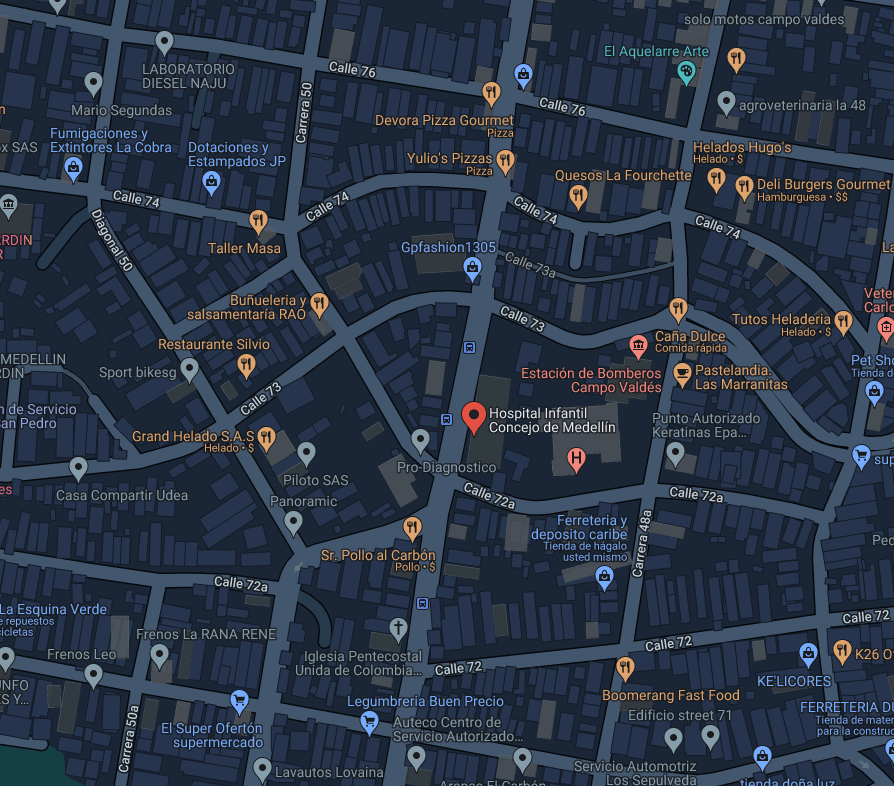 solo motos campo valdes
El Aquelarre Arte
LABORATORIO
DIESEL NAJU
Calle 76
Mario Segundas
Carrera 50
Calle 76
agroveterinaria la 48
Devora Pizza Gourmet
Pizza
Fumigaciones y
Extintores La Cobra
Dotaciones y
Estampados JP
Helados Hugo's
Helado • $
Yulio's Pizzas
Pizza
Quesos La Fourchette
Deli Burgers Gourmet
Hamburguesa • $$
Calle 74
Calle 74
Calle 74
Calle 74
Diagonal 50
Taller Masa
Gpfashion1305
Calle 73a
Buñueleria y
salsamentaría RAO
Calle 73
Tutos Heladeria
Helado • $
Caña Dulce
Comida rápida
Restaurante Silvio
Estación de Bomberos
Campo Valdés
Pastelandia.
Las Marranitas
Sport bikesg
Calle 73
Hospital Infantil
Concejo de Medellín
Punto Autorizado
Keratinas Epa...
Grand Helado S.A.S
Helado • $
Pro-Diagnostico
Piloto SAS
Casa Compartir Udea
Panoramic
Calle 72a
Calle 72a
Ferreteria y
deposito caribe
Tienda de hágalo
usted mismo
Carrera 48a
Sr. Pollo al Carbón
Pollo • $
Calle 72a
La Esquina Verde
Frenos La RANA RENE
Frenos Leo
Iglesia Pentecostal
Unida de Colombia...
Calle 72
Calle 72
Calle 72
K26 O
KE'LICORES
Boomerang Fast Food
Legumbreria Buen Precio
Edificio street 71
El Super Ofertón
supermercado
Carrera 50a
Auteco Centro de
Servicio Autorizado...
Lavautos Lovaina
Servicio Automotriz
Los Sepulveda
tienda doña luz